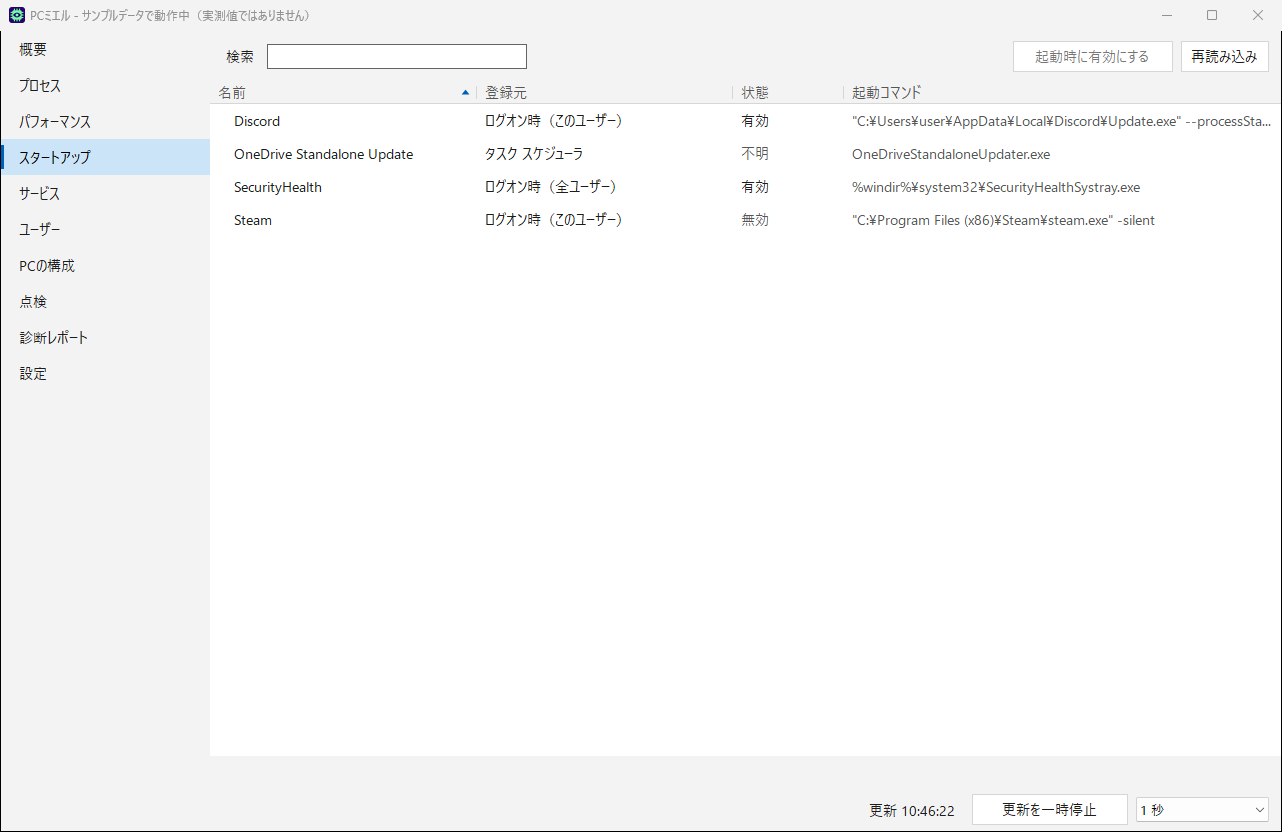 PCミエル - サンプルデータで動作中（実測値ではありません）
概要
プロセス
パフォーマンス
スタートアップ
サービス
ユーザー
PCの構成
点検
診断レポート
設定
検索
起動時に有効にする 再読み込み
名前 登録元 状態 起動コマンド
Discord ログオン時（このユーザー） 有効 "C:¥Users¥user¥AppData¥Local¥Discord¥Update.exe" --processSta...
OneDrive Standalone Update タスク スケジューラ 不明 OneDriveStandaloneUpdater.exe
SecurityHealth ログオン時（全ユーザー） 有効 %windir%¥system32¥SecurityHealthSystray.exe
Steam ログオン時（このユーザー） 無効 "C:¥Program Files (x86)¥Steam¥steam.exe" -silent
更新 10:46:22 更新を一時停止 1 秒